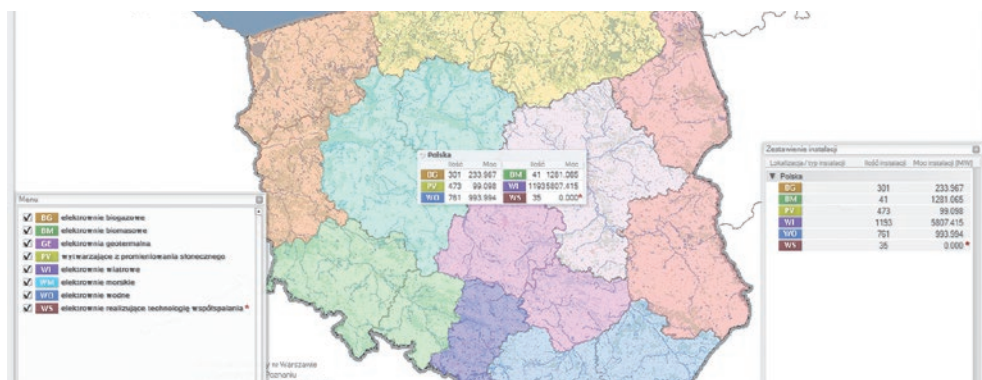 Polska
Ilość Moc Ilość Moc
BG 301 233.967 BM 41 1281.065
PV 473 99.098 WI 1193 5807.415
WO 761 993.994 WS 35 0.000*
Menu
BG elektrownie biogazowe
BM elektrownie biomasowe
GE elektrownia geotermalna
PV wytwarzające z promieniowania słonecznego
WI elektrownie wiatrowe
WM elektrownie morskie
WO elektrownie wodne
WS elektrownie realizujące technologię współspalania *
Zestawienie instalacji
Lokalizacja / typ instalacji Ilość instalacji Moc instalacji [MW]
Polska
BG 301 233.967
BM 41 1281.065
PV 473 99.098
WI 1193 5807.415
WO 761 993.994
WS 35 0.000 *
y w Warszawie
Poznaniu